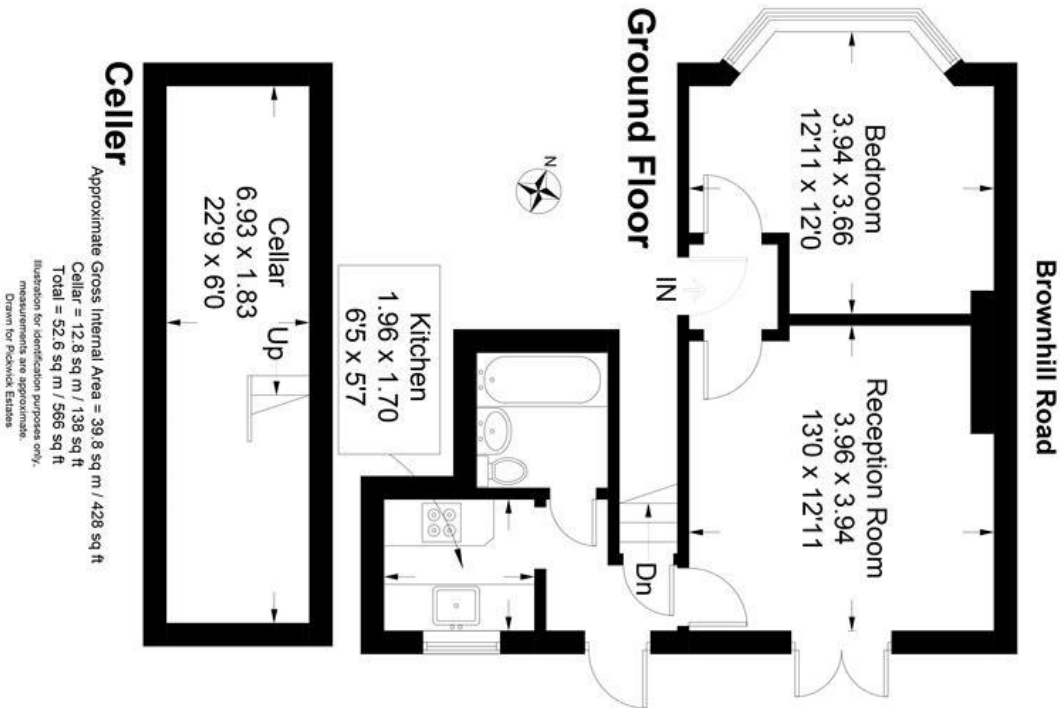 Brownhill Road
Bedroom
3.94 x 3.66
12'11 x 12'0
Reception Room
3.96 x 3.94
13'0 x 12'11
IN
Dn
Ground Floor
N
Kitchen
1.96 x 1.70
6'5 x 5'7
Cellar
6.93 x 1.83
22'9 x 6'0
Up
Celler
Approximate Gross Internal Area = 39.8 sq m / 428 sq ft
Cellar = 12.8 sq m / 138 sq ft
Total = 52.6 sq m / 566 sq ft
Illustration for identification purposes only,
measurements are approximate.
Drawn for Pickwick Estates